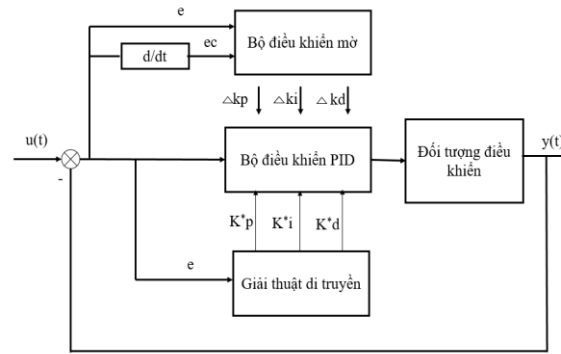 e
Bộ điều khiển mờ
d/dt
ec
△kp
△ki
△kd
u(t)
-
Bộ điều khiển PID
Đối tượng điều
khiển
y(t)
K*p
K*i
K*d
e
Giải thuật di truyền